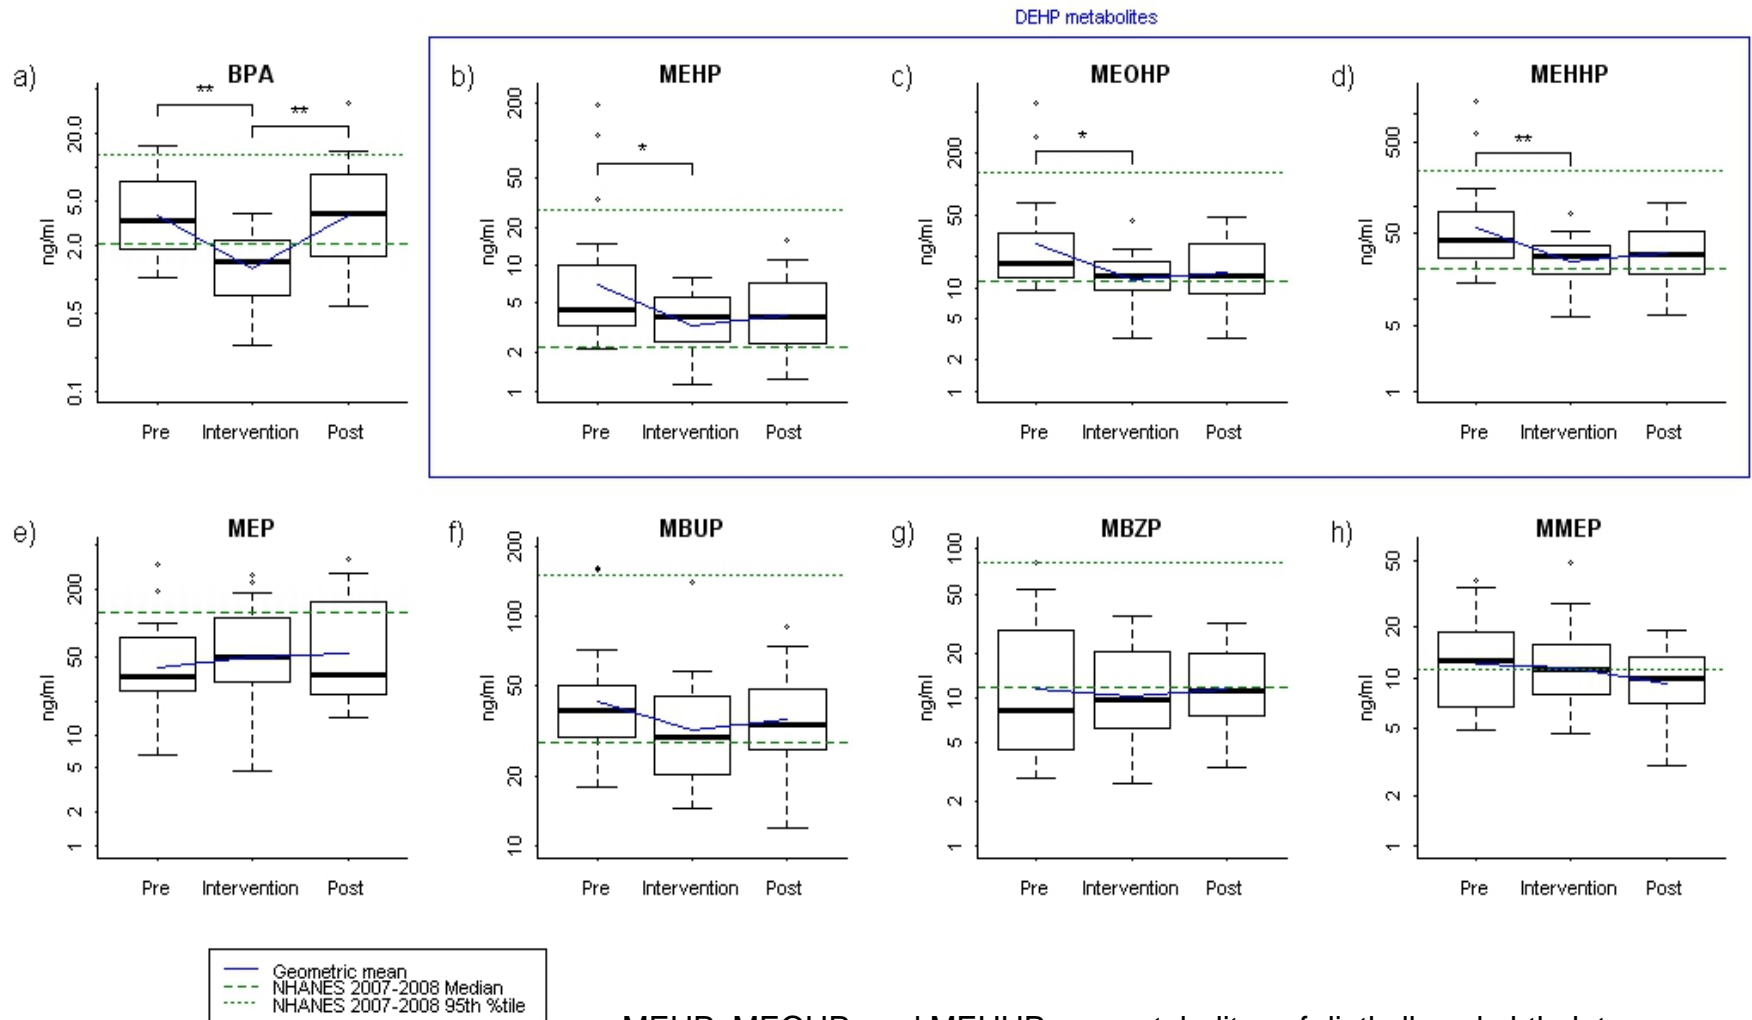 DEHP metabolites
a) BPA
** **
ng/ml
20.0
5.0
2.0
0.5
0.1
Pre Intervention Post
b) MEHP
*
ng/ml
200
50
20
10
5
2
1
Pre Intervention Post
c) MEOHP
*
ng/ml
200
50
10
5
2
1
Pre Intervention Post
d) MEHHP
**
ng/ml
500
50
5
1
Pre Intervention Post
e) MEP
ng/ml
200
50
10
5
2
1
Pre Intervention Post
f) MBUP
ng/ml
200
100
50
20
10
Pre Intervention Post
g) MBZP
ng/ml
100
50
20
10
5
2
1
Pre Intervention Post
h) MMEP
50
20
10
5
2
1
Pre Intervention Post
Geometric mean
NHANES 2007-2008 Median
NHANES 2007-2008 95th %tile